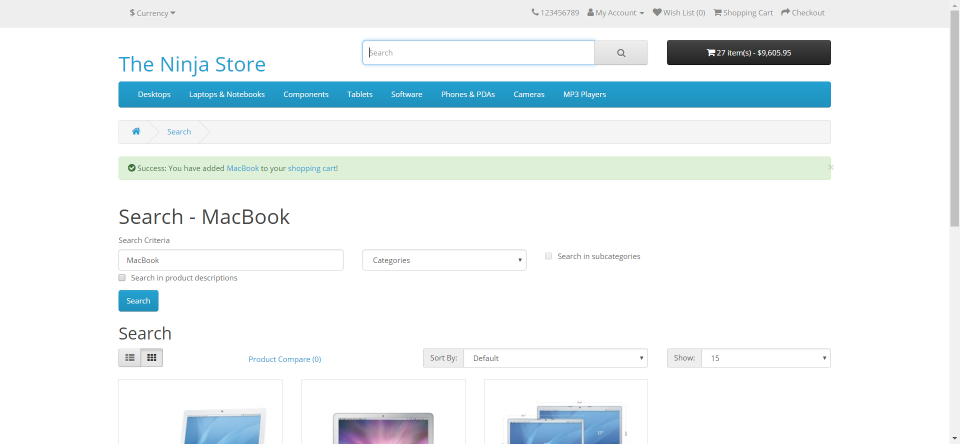 $ Currency
123456789
My Account
Wish List (0)
Shopping Cart
Checkout
The Ninja Store
Search
27 item(s) - $9,605.95
Desktops
Laptops & Notebooks
Components
Tablets
Software
Phones & PDAs
Cameras
MP3 Players
Search
Success: You have added MacBook to your shopping cart!
×
Search - MacBook
Search Criteria
MacBook
Categories
Search in subcategories
Search in product descriptions
Search
Search
Product Compare (0)
Sort By:
Default
Show:
15